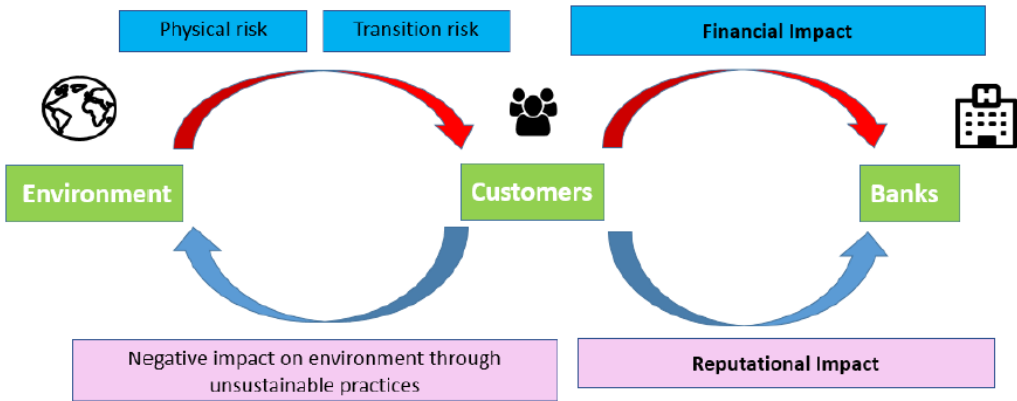 Physical risk
Transition risk
Financial Impact
H
Environment
Customers
Banks
Negative impact on environment through
unsustainable practices
Reputational Impact